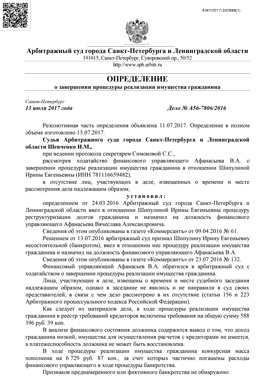 А56-7806/2016
Арбитражный суд города Санкт-Петербурга и Ленинградской области
191015, Санкт-Петербург, Суворовский пр., 50/52
http://www.spb.arbitr.ru
ОПРЕДЕЛЕНИЕ
о завершении процедуры реализации имущества гражданина
Санкт-Петербург
13 июля 2017 года Дело № А56-7806/2016
Резолютивная часть определения объявлена 11.07.2017. Определение в полном
объеме изготовлено 13.07.2017.
Судья Арбитражного суда города Санкт-Петербурга и Ленинградской
области Шевченко И.М.,
при ведении протокола секретарем Симоновой С.С.,
рассмотрев ходатайство финансового управляющего Афанасьева В.А. о
завершении процедуры реализации имущества гражданина в отношении Шипулиной
Ирины Евгеньевны (ИНН 781116659482),
в отсутствие лиц, участвующих в деле, извещенных о времени и месте
рассмотрения дела надлежащим образом,
установил:
определением от 24.03.2016 Арбитражный суд города Санкт-Петербурга и
Ленинградской области ввел в отношении Шипулиной Ирины Евгеньевны процедуру
реструктуризации долгов гражданина и назначил на должность финансового
управляющего Афанасьева Вячеслава Александровича.
Сведения об этом опубликованы в газете «Коммерсантъ» от 09.04.2016 № 61.
Решением от 13.07.2016 арбитражный суд признал Шипулину Ирину Евгеньевну
несостоятельной (банкротом), ввел в отношении нее процедуру реализации имущества
гражданина и назначил на должность финансового управляющего Афанасьева В.А.
Сведения об этом опубликованы в газете «Коммерсантъ» от 23.07.2016 № 132.
Финансовый управляющий Афанасьев В.А. обратился в арбитражный суд с
ходатайством о завершении процедуры реализации имущества гражданина.
Лица, участвующие в деле, извещены о времени и месте судебного заседания
надлежащим образом, однако в заседание не явились и не направили в суд своих
представителей, в связи с чем дело рассмотрено в их отсутствие (статьи 156 и 223
Арбитражного процессуального кодекса Российской Федерации).
Как следует из материалов дела, в ходе процедуры реализации имущества
гражданина в реестр требований кредиторов включены требования на общую сумму 588
396 руб. 39 коп.
В анализе финансового состояния должника содержится вывод о том, что доход
гражданина низкий, имущество для осуществления расчетов с кредиторами не имеется,
а платежеспособность должника не может быть восстановлена.
В ходе процедуры реализации имущества гражданина конкурсная масса
пополнена на 6 729 руб. 87 коп., за счет которых частично погашены расходы
финансового управляющего в ходе процедуры банкротства.
Признаков преднамеренного или фиктивного банкротства не обнаружено.